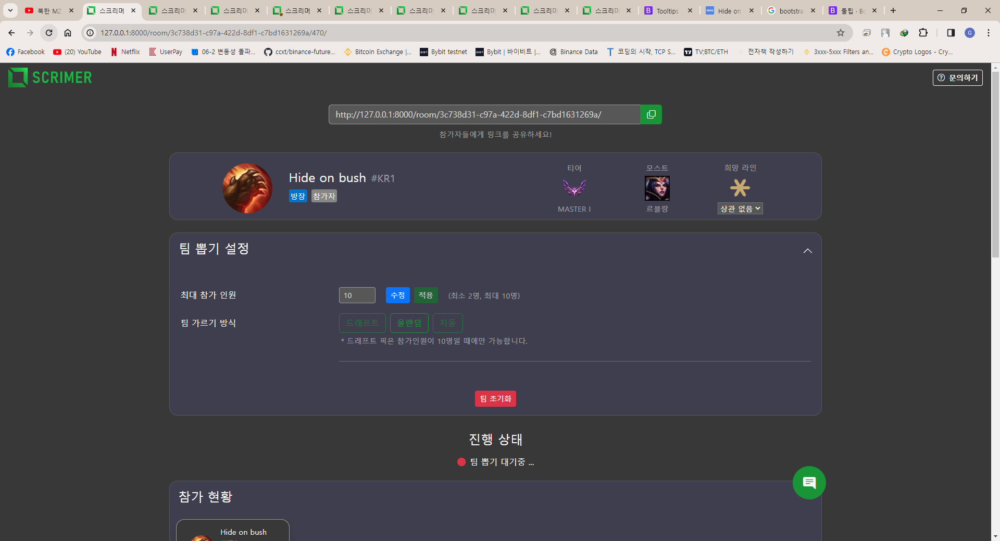 북한 MZ
스크리머
스크리머
스크리머
스크리머
스크리머
스크리머
스크리머
스크리머
스크리머
Tooltips
Hide on
bootstra
툴팁 · Bo
127.0.0.1:8000/room/3c738d31-c97a-422d-8df1-c7bd1631269a/470/
G
Facebook
(20) YouTube
Netflix
UserPay
06-2 변동성 돌파...
ccxt/binance-future...
Bitcoin Exchange |...
Bybit testnet
Bybit | 바이비트 |...
Binance Data
코딩의 시작, TCP S...
TV;BTC/ETH
전자책 작성하기
3xxx-5xxx Filters an...
Crypto Logos - Cry...
SCRIMER
문의하기
http://127.0.0.1:8000/room/3c738d31-c97a-422d-8df1-c7bd1631269a/
참가자들에게 링크를 공유하세요!
Hide on bush #KR1
방장 참가자
티어
MASTER I
모스트
르블랑
희망 라인
상관 없음
팀 뽑기 설정
최대 참가 인원
10
수정
적용
(최소 2명, 최대 10명)
팀 가르기 방식
드래프트
올랜덤
자동
* 드래프트 픽은 참가인원이 10명일 때에만 가능합니다.
팀 초기화
진행 상태
팀 뽑기 대기중 ...
참가 현황
Hide on bush